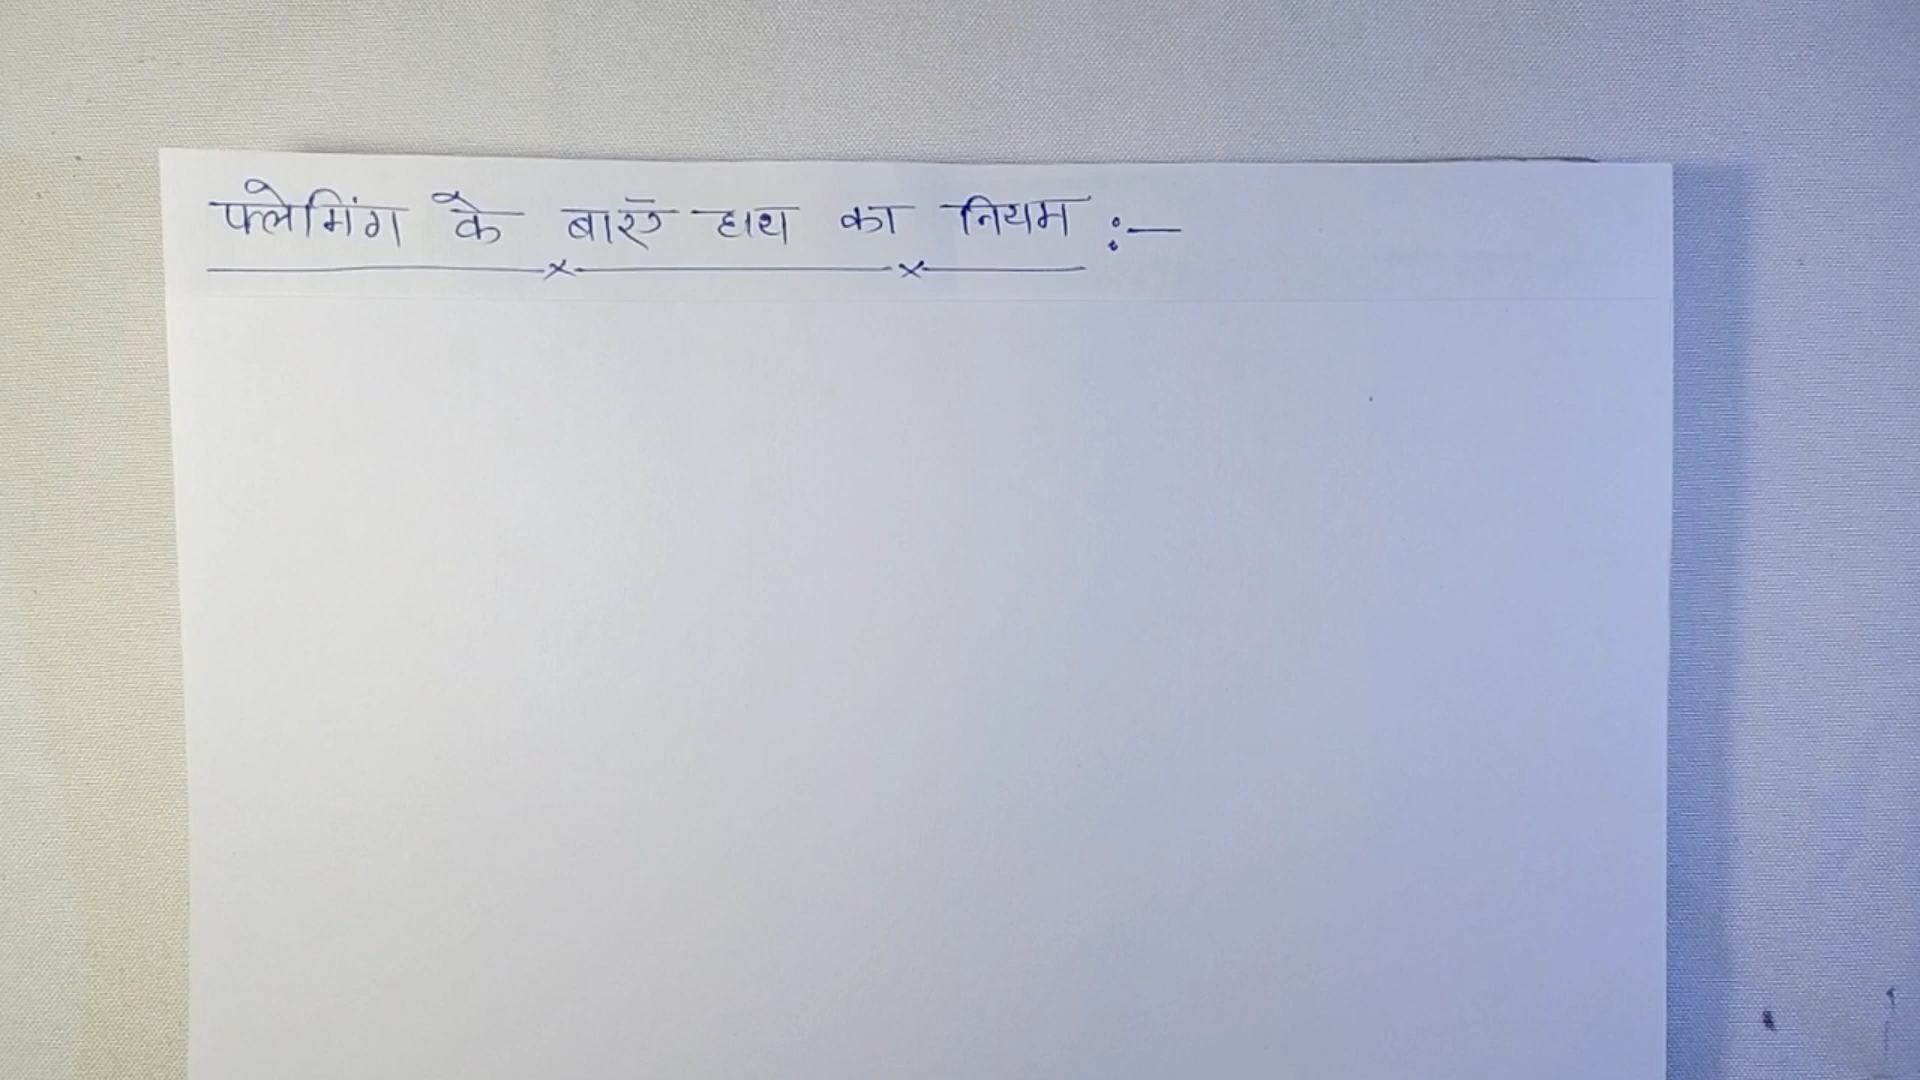 फ्लेमिंग के बाएँ हाथ का नियम :—